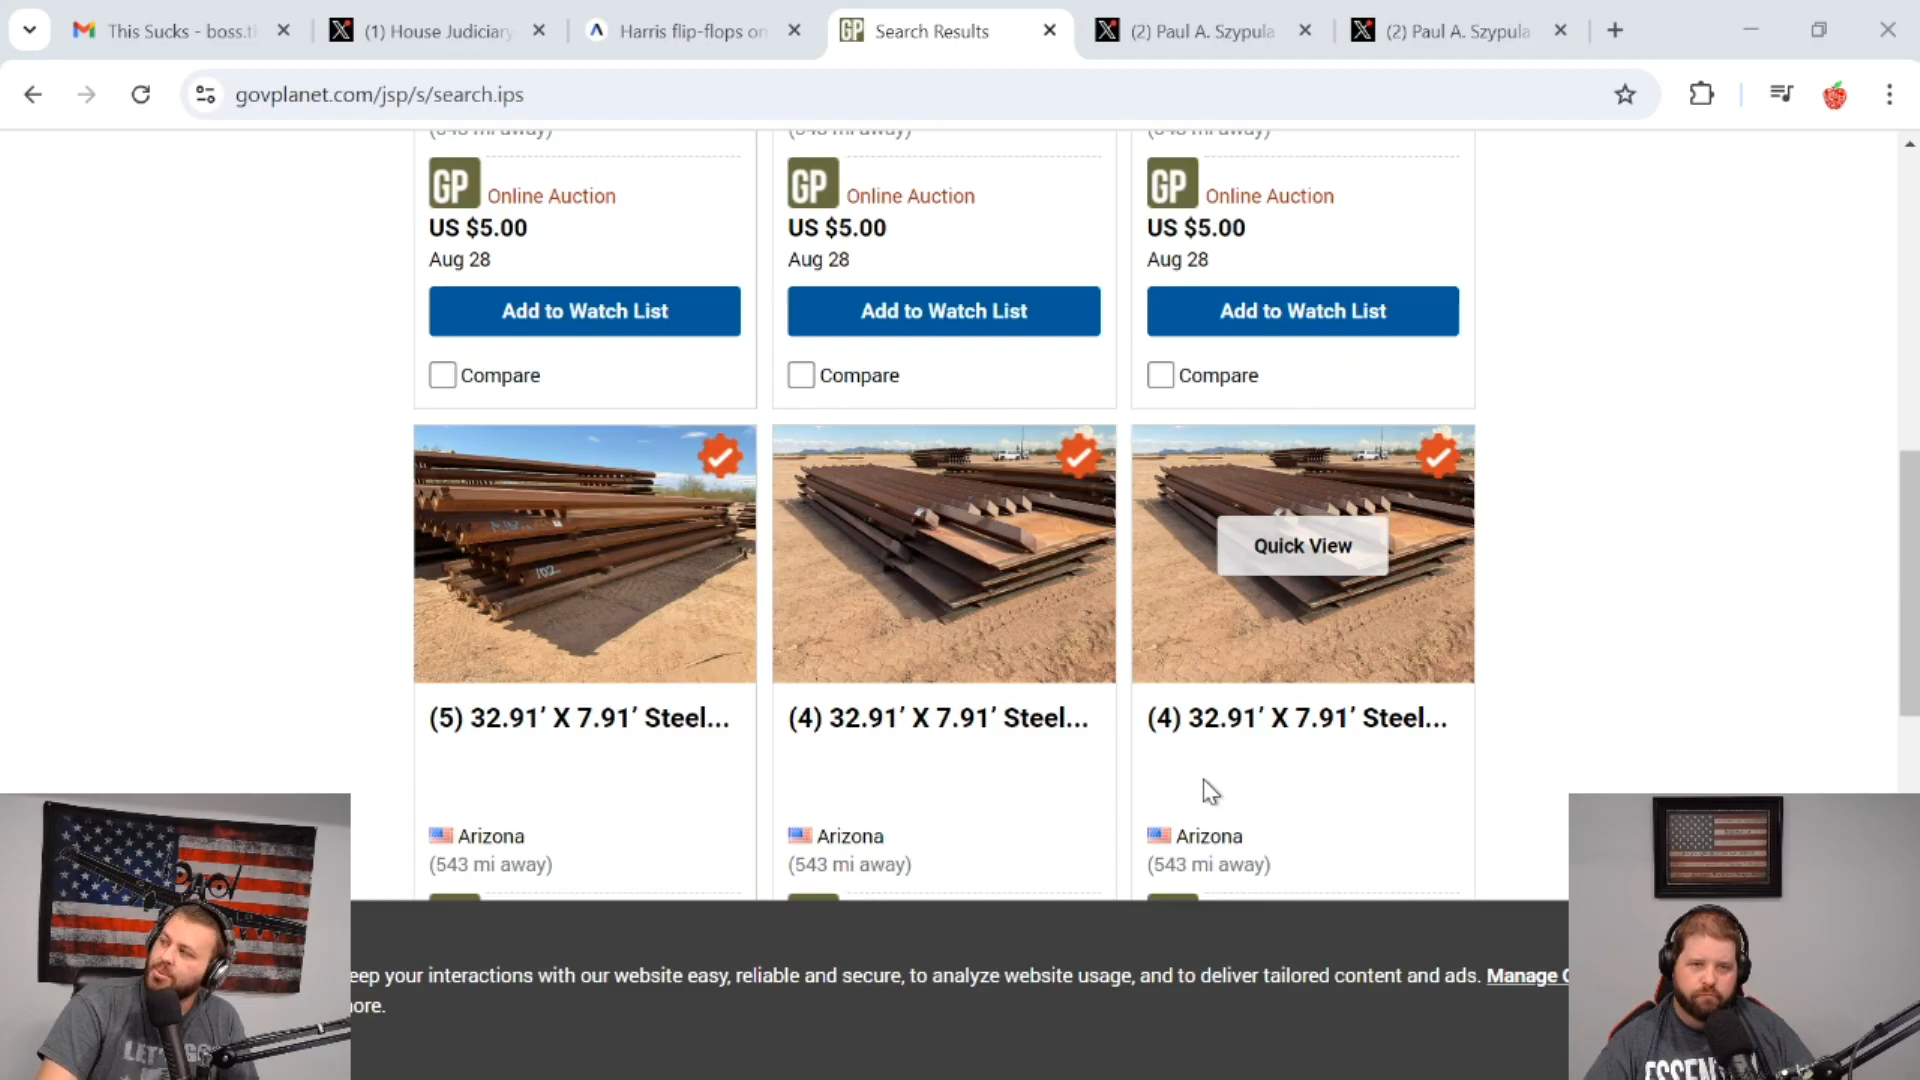 This Sucks - boss.t
(1) House Judiciary
Harris flip-flops on
GP Search Results
(2) Paul A. Szypula
(2) Paul A. Szypula
govplanet.com/jsp/s/search.ips
GP Online Auction
US $5.00
Aug 28
Add to Watch List
Compare
GP Online Auction
US $5.00
Aug 28
Add to Watch List
Compare
GP Online Auction
US $5.00
Aug 28
Add to Watch List
Compare
102
(5) 32.91’ X 7.91’ Steel...
Arizona
(543 mi away)
(4) 32.91’ X 7.91’ Steel...
Arizona
(543 mi away)
Quick View
(4) 32.91’ X 7.91’ Steel...
Arizona
(543 mi away)
eep your interactions with our website easy, reliable and secure, to analyze website usage, and to deliver tailored content and ads. Manage
ore.
LET'S GO
ESSEN